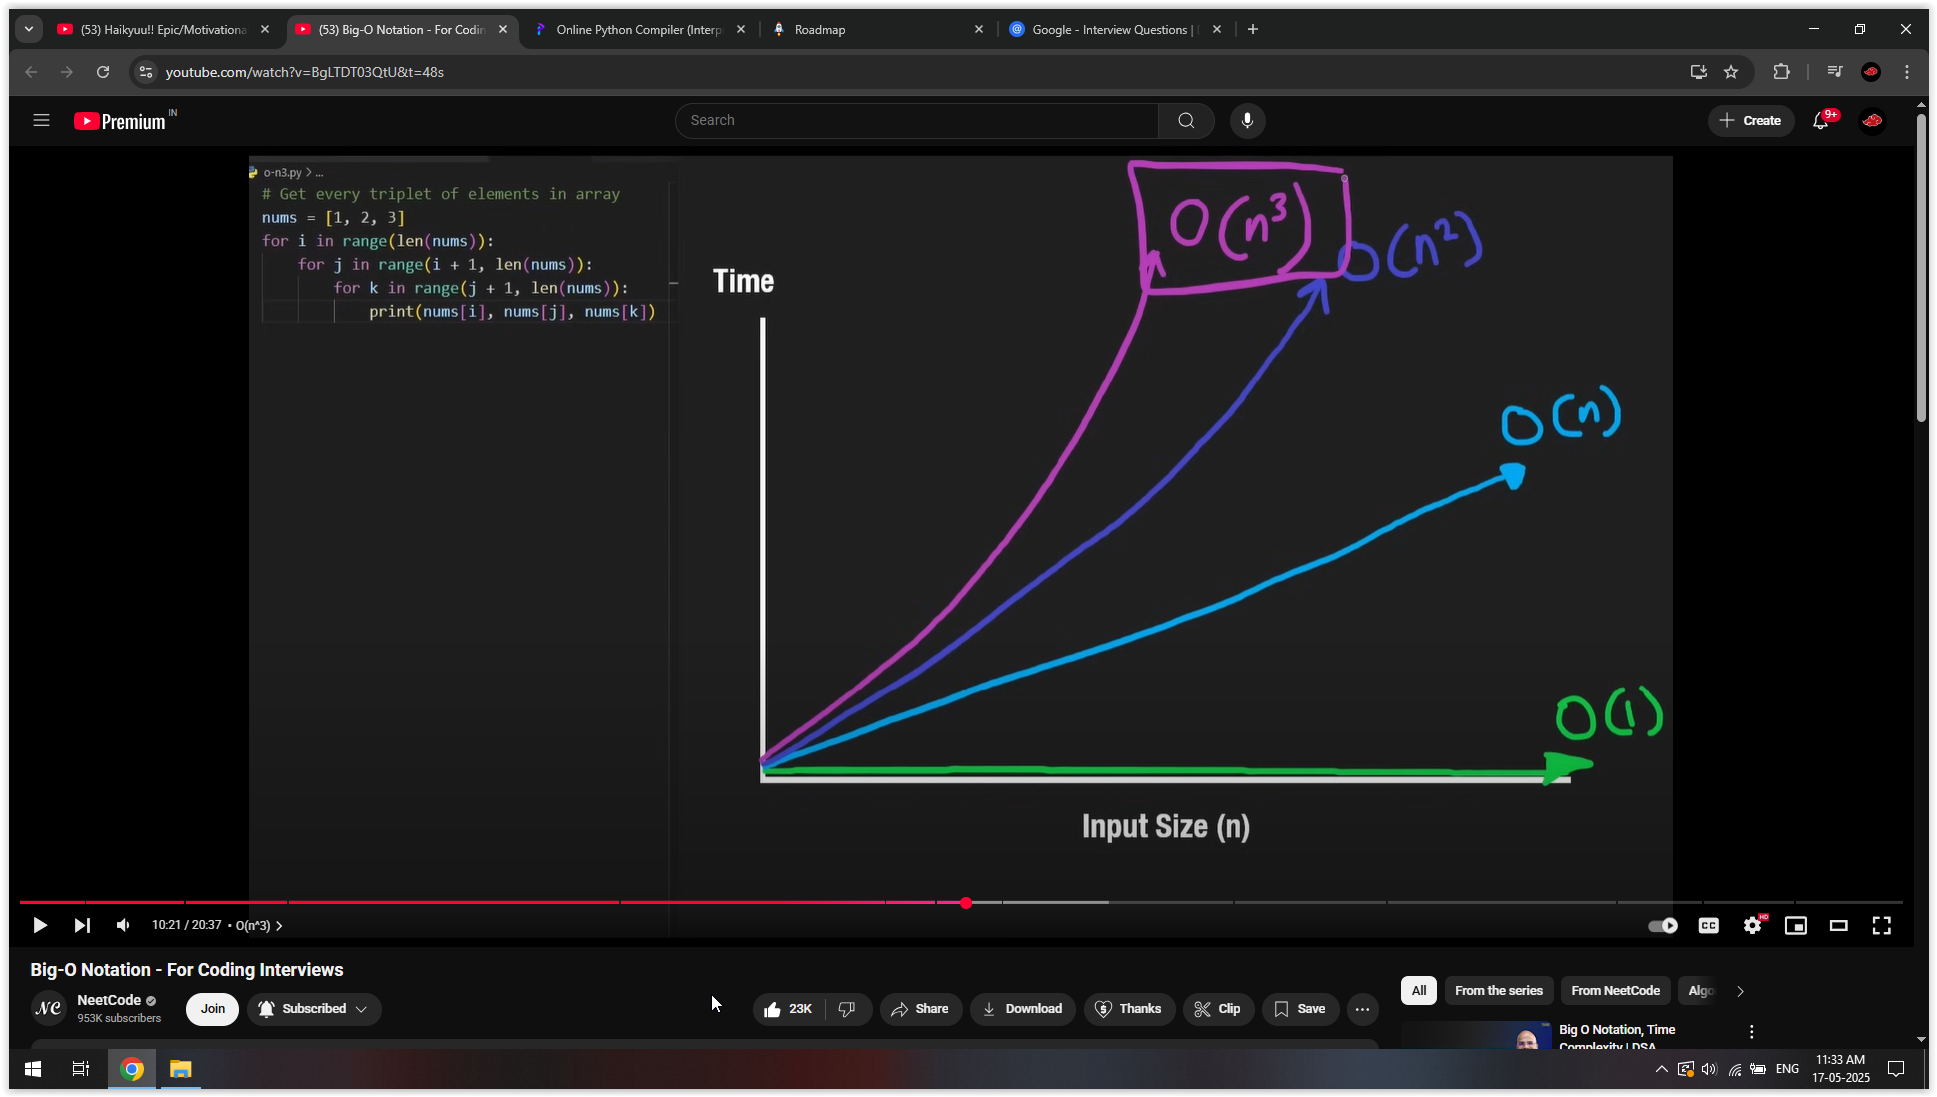 (53) Haikyuu!! Epic/Motivationa
(53) Big-O Notation - For Codin
Online Python Compiler (Interp
Roadmap
Google - Interview Questions |
youtube.com/watch?v=BgLTDT03QtU&t=48s
Premium IN
Search
Create
9+
o-n3.py > ...
# Get every triplet of elements in array
nums = [1, 2, 3]
for i in range(len(nums)):
for j in range(i + 1, len(nums)):
for k in range(j + 1, len(nums)):
print(nums[i], nums[j], nums[k])
O(n³)
O(n²)
Time
O(n)
O(1)
Input Size (n)
10:21 / 20:37 • O(n^3) >
CC
HD
Big-O Notation - For Coding Interviews
NC
NeetCode
953K subscribers
Join
Subscribed
23K
Share
Download
Thanks
Clip
Save
All
From the series
From NeetCode
Algo
Big O Notation, Time
Complexity | DSA
ENG
11:33 AM
17-05-2025